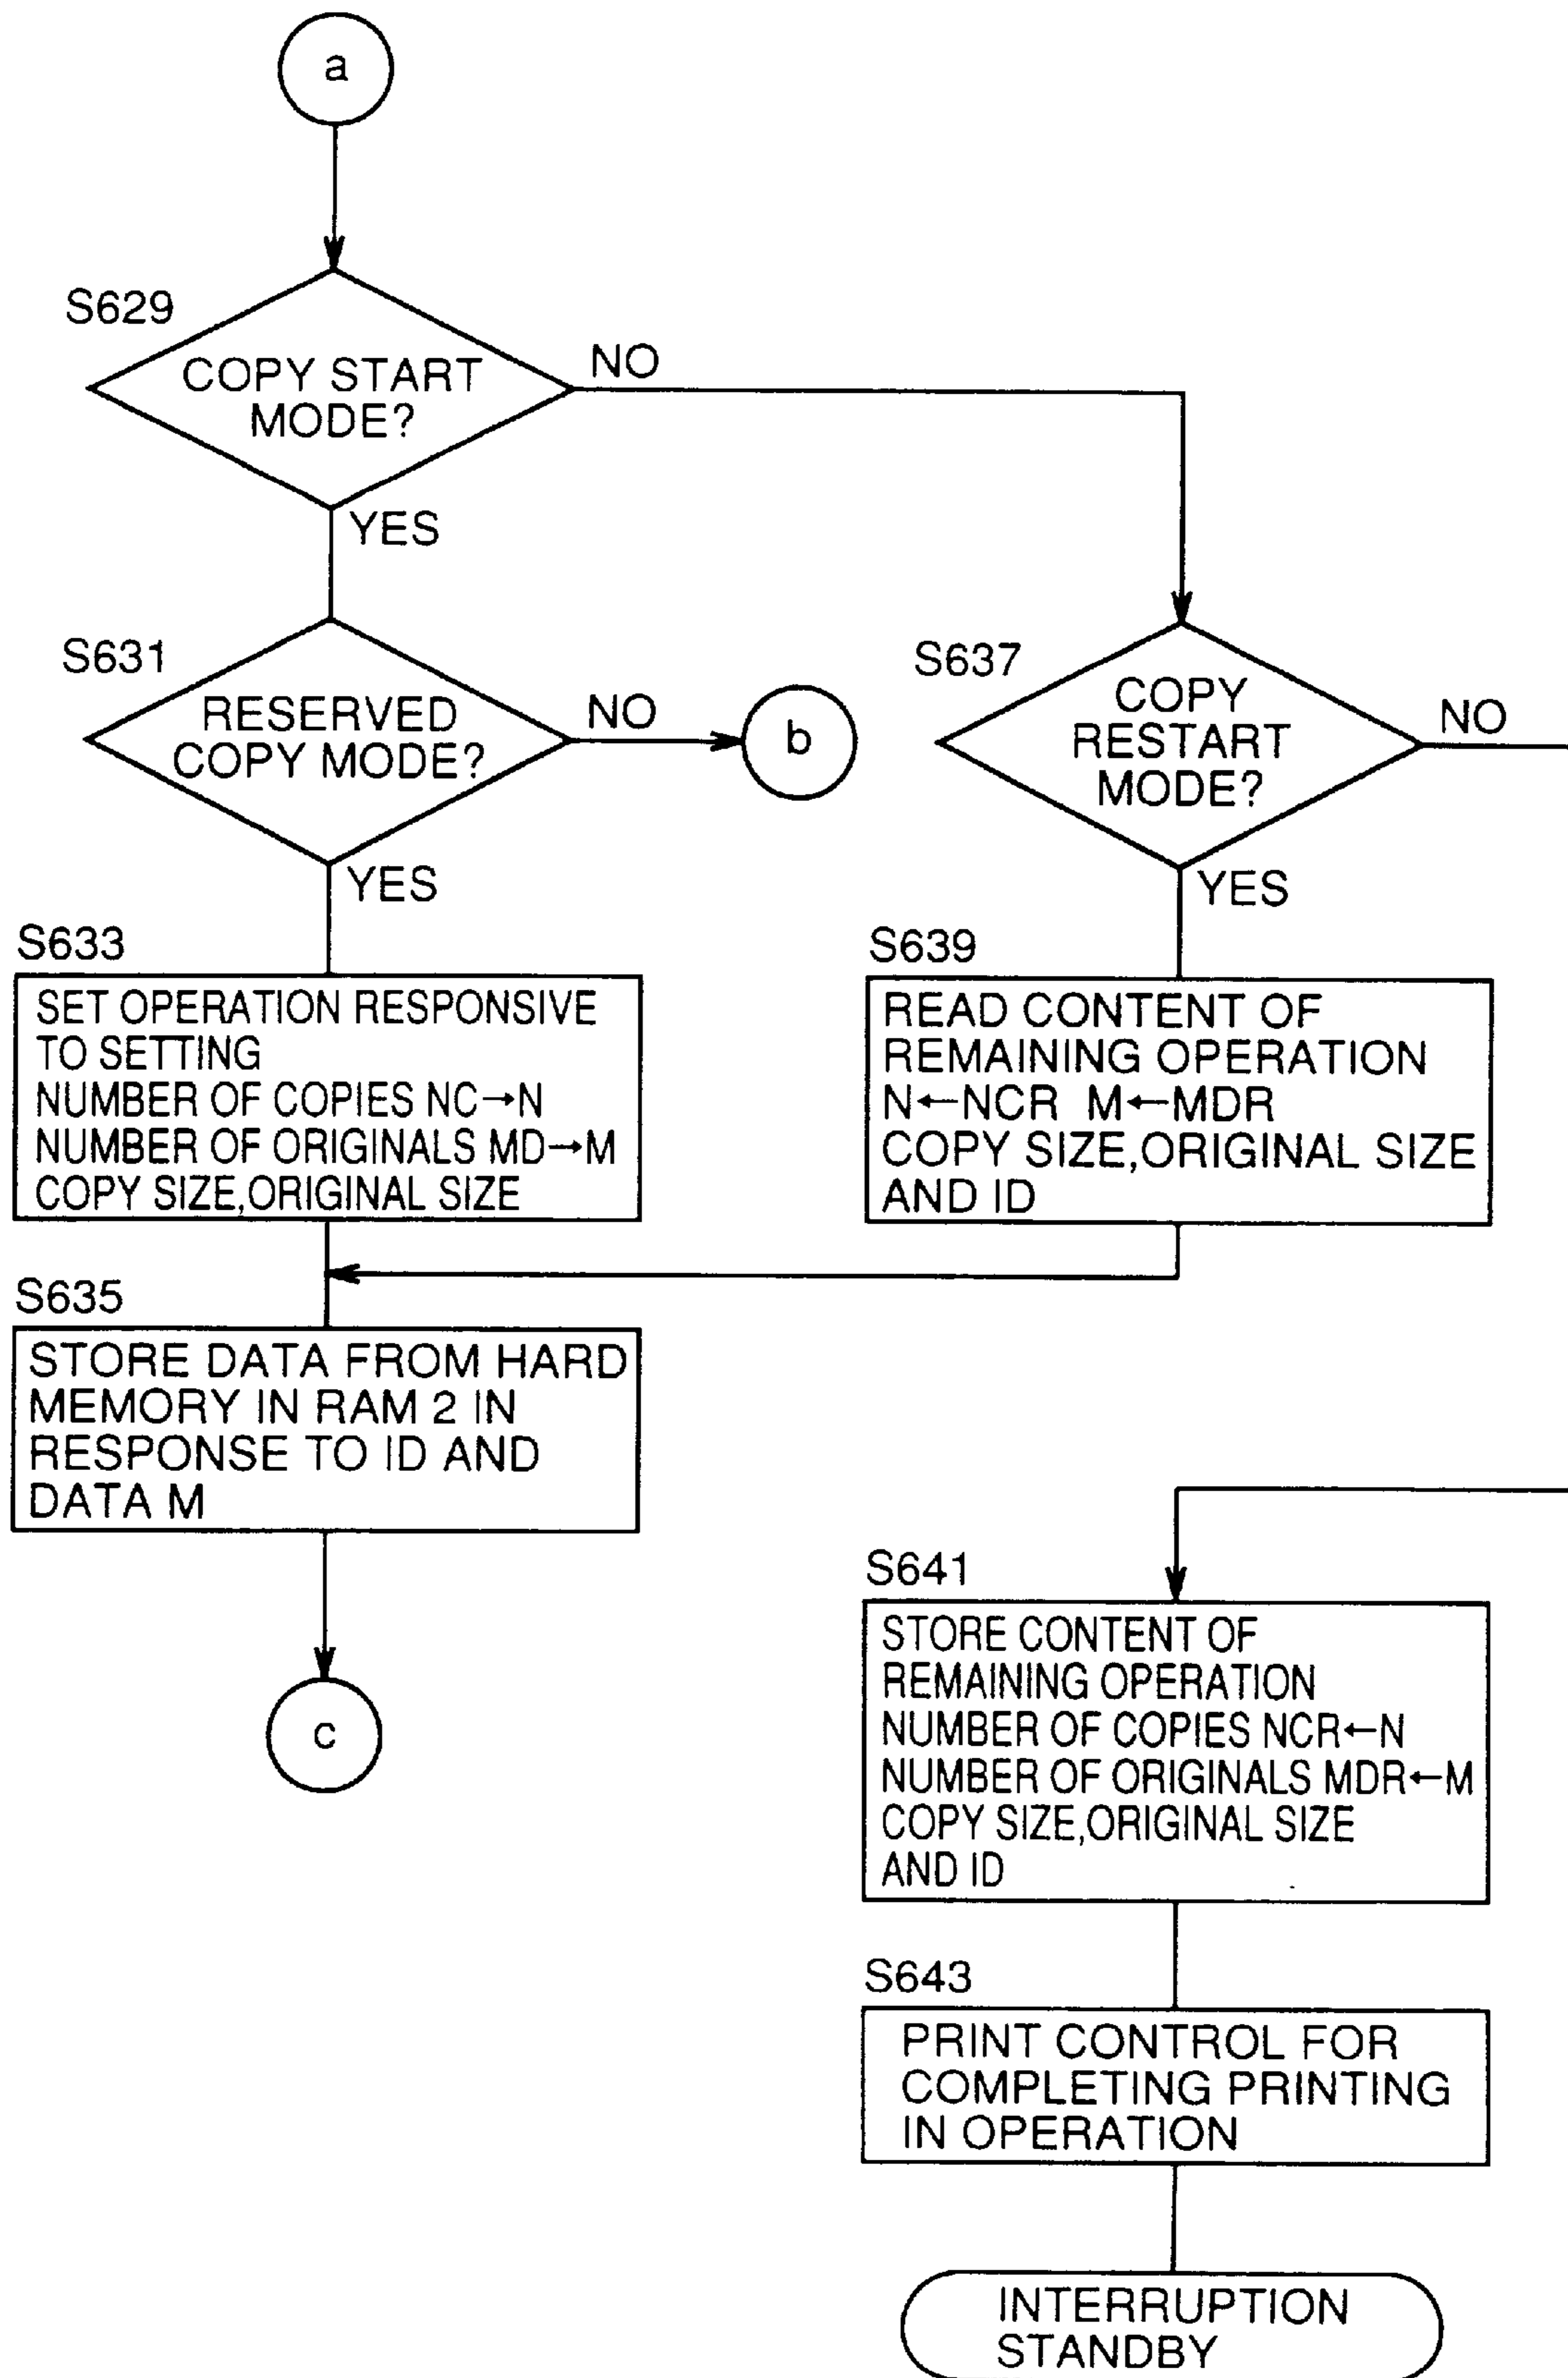 a
S629
COPY START
MODE?
NO
YES
S631
RESERVED
COPY MODE?
NO
b
YES
S637
COPY
RESTART
MODE?
NO
YES
S633
SET OPERATION RESPONSIVE
TO SETTING
NUMBER OF COPIES NC→N
NUMBER OF ORIGINALS MD→M
COPY SIZE,ORIGINAL SIZE
S639
READ CONTENT OF
REMAINING OPERATION
N←NCR M←MDR
COPY SIZE,ORIGINAL SIZE
AND ID
S635
STORE DATA FROM HARD
MEMORY IN RAM 2 IN
RESPONSE TO ID AND
DATA M
c
S641
STORE CONTENT OF
REMAINING OPERATION
NUMBER OF COPIES NCR←N
NUMBER OF ORIGINALS MDR←M
COPY SIZE,ORIGINAL SIZE
AND ID
S643
PRINT CONTROL FOR
COMPLETING PRINTING
IN OPERATION
INTERRUPTION
STANDBY